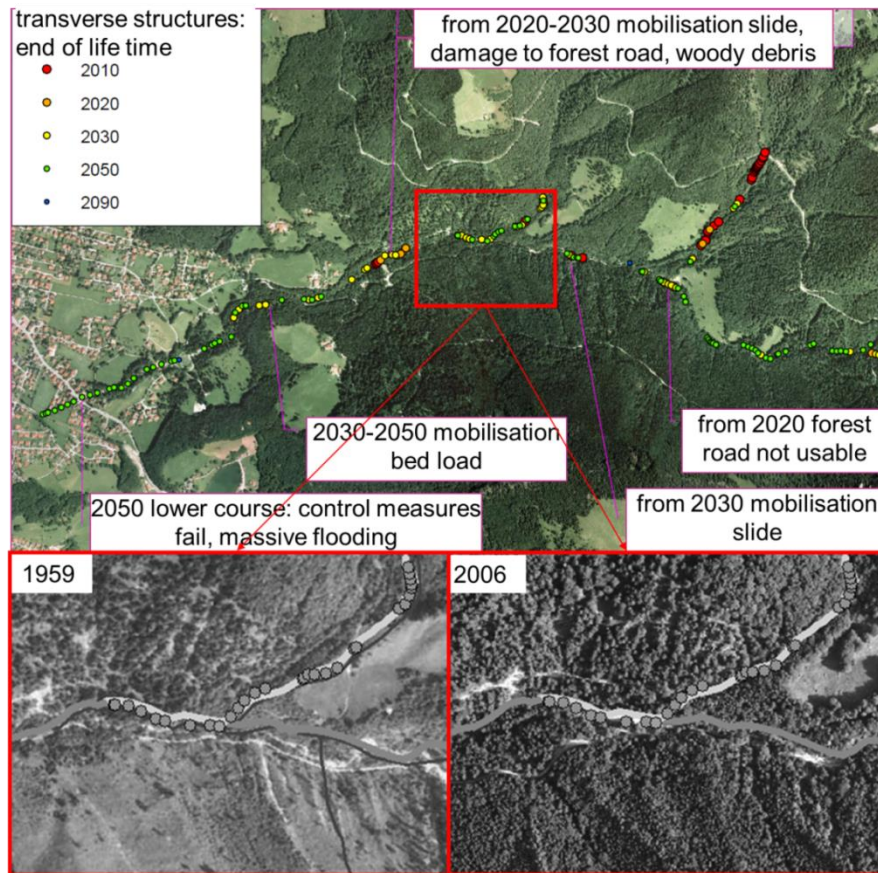 transverse structures:
end of life time
2010
2020
2030
2050
2090
from 2020-2030 mobilisation slide,
damage to forest road, woody debris
2030-2050 mobilisation
bed load
from 2020 forest
road not usable
2050 lower course: control measures
fail, massive flooding
from 2030 mobilisation
slide
1959
2006